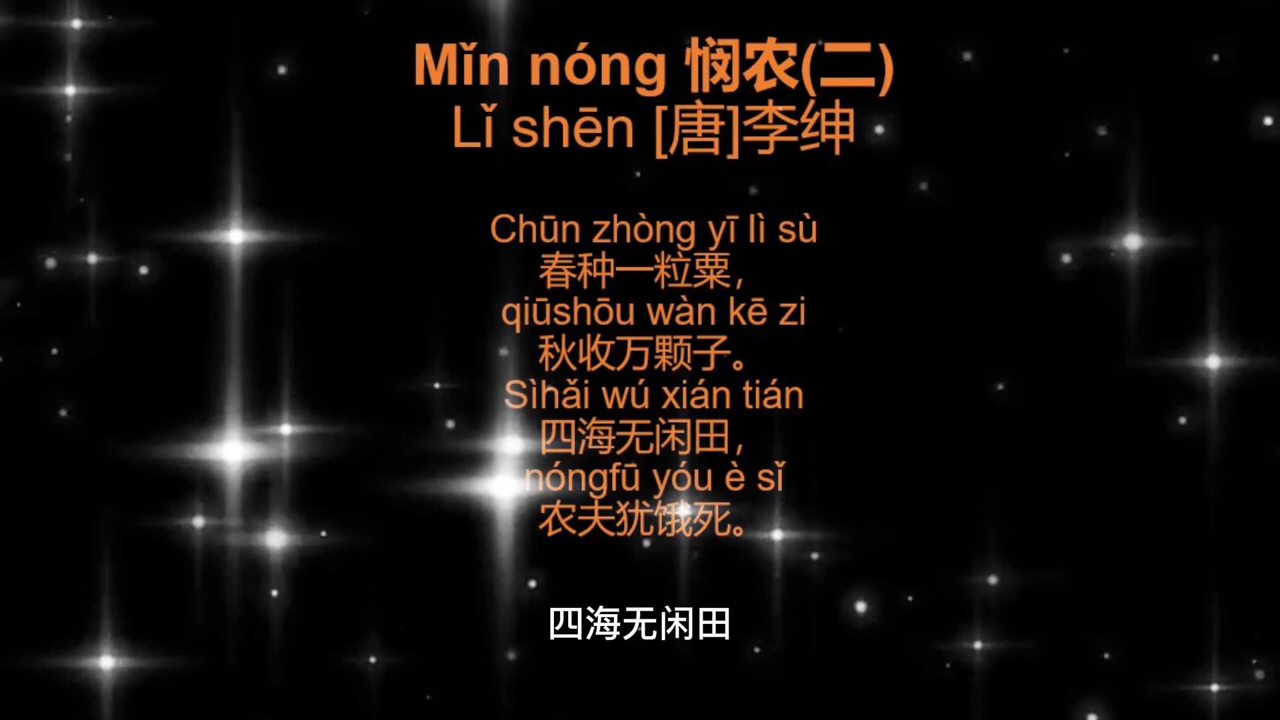 Mǐn nóng 悯农(二)
Lǐ shēn [唐]李绅
Chūn zhòng yī lì sù
春种一粒粟，
qiūshōu wàn kē zi
秋收万颗子。
Sìhǎi wú xián tián
四海无闲田，
nóngfū yóu è sǐ
农夫犹饿死。
四海无闲田